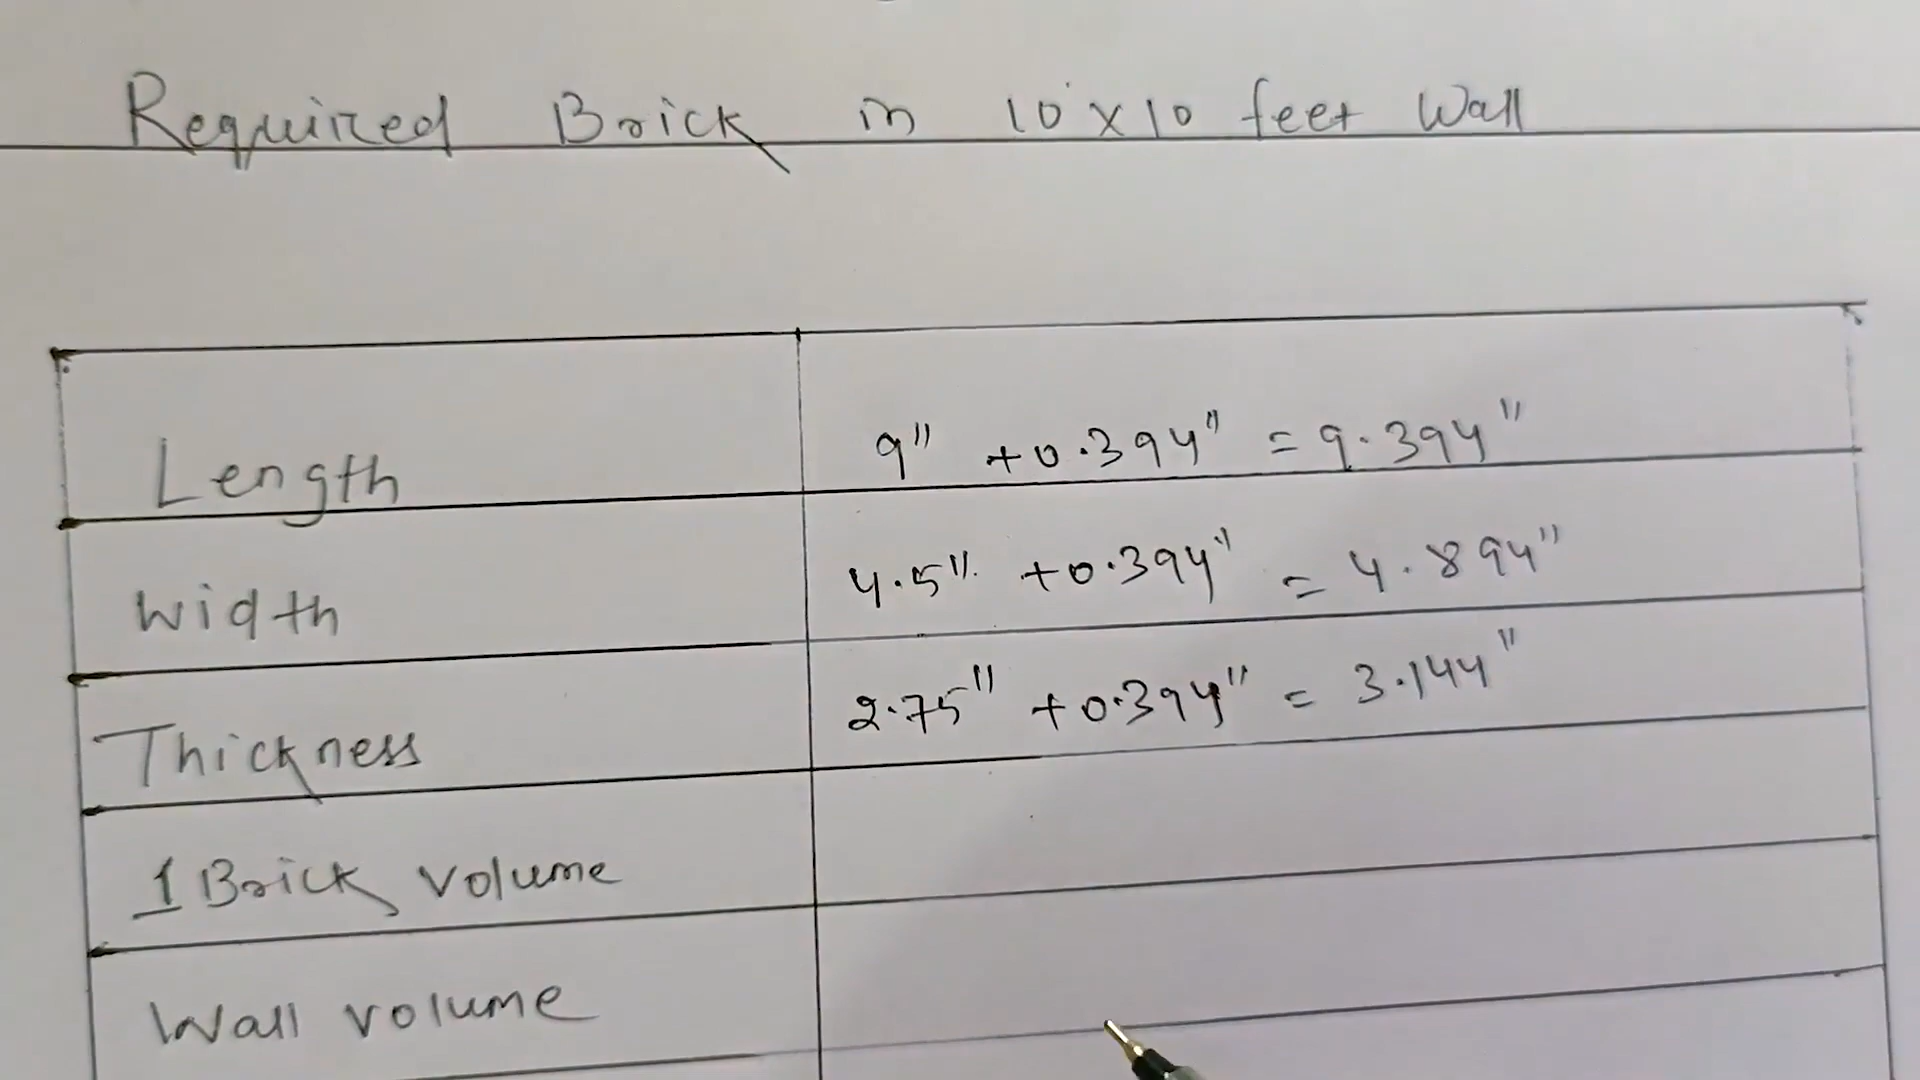 Required Brick in 10 x 10 feet Wall
Length 9" +0.394" = 9.394"
Width 4.5" +0.394" = 4.894"
Thickness 2.75" +0.394" = 3.144"
1 Brick volume
Wall volume